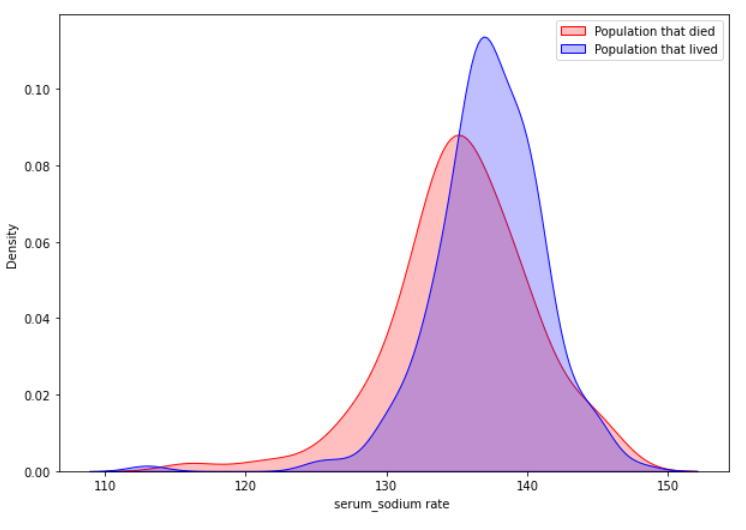 Population that died
Population that lived
0.10
0.08
0.06
0.04
0.02
0.00
Density
110 120 130 140 150
serum_sodium rate